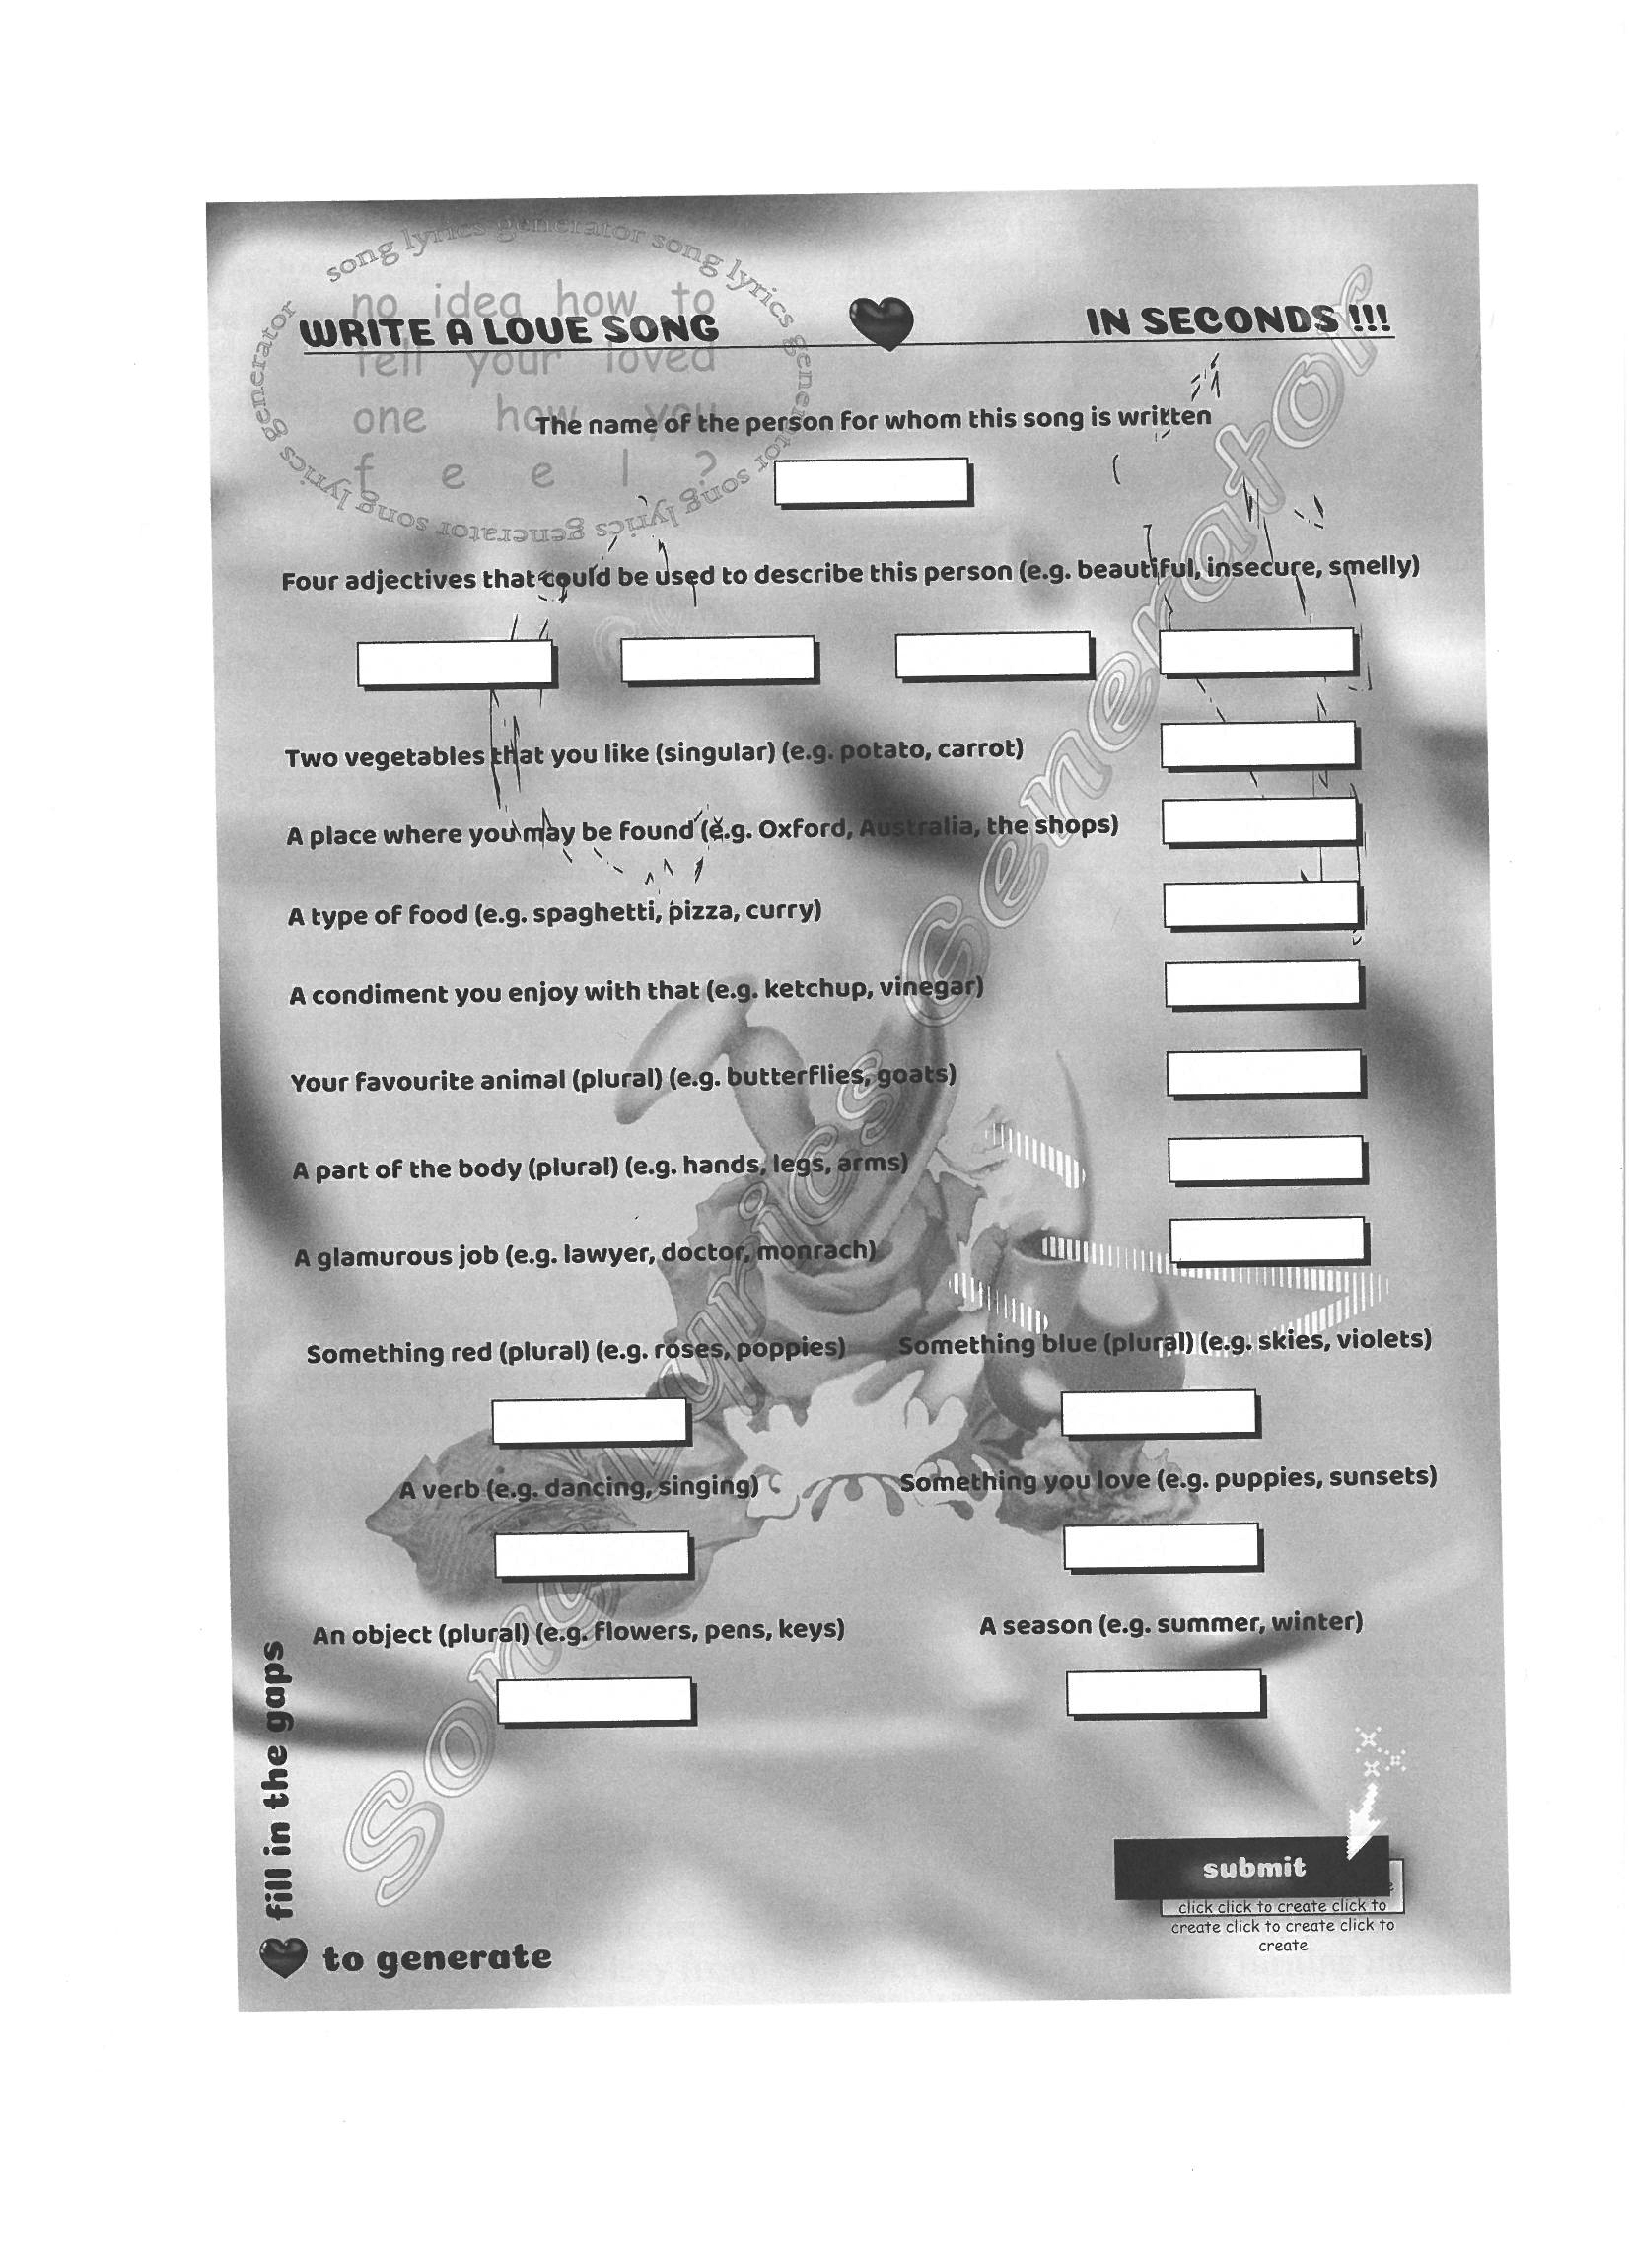 song lyrics generator song lyrics generator song lyrics generator song lyrics generator
no idea how to
tell your loved
one how you
feel?
WRITE A LOVE SONG IN SECONDS !!!
The name of the person for whom this song is written
Four adjectives that could be used to describe this person (e.g. beautiful, insecure, smelly)
Two vegetables that you like (singular) (e.g. potato, carrot)
A place where you may be found (e.g. Oxford, Australia, the shops)
A type of food (e.g. spaghetti, pizza, curry)
A condiment you enjoy with that (e.g. ketchup, vinegar)
Your favourite animal (plural) (e.g. butterflies, goats)
A part of the body (plural) (e.g. hands, legs, arms)
A glamurous job (e.g. lawyer, doctor, monrach)
Something red (plural) (e.g. roses, poppies) Something blue (plural) (e.g. skies, violets)
A verb (e.g. dancing, singing) Something you love (e.g. puppies, sunsets)
An object (plural) (e.g. flowers, pens, keys) A season (e.g. summer, winter)
Song Lyrics Generator
fill in the gaps
to generate
submit
click click to create click to
create click to create click to
create